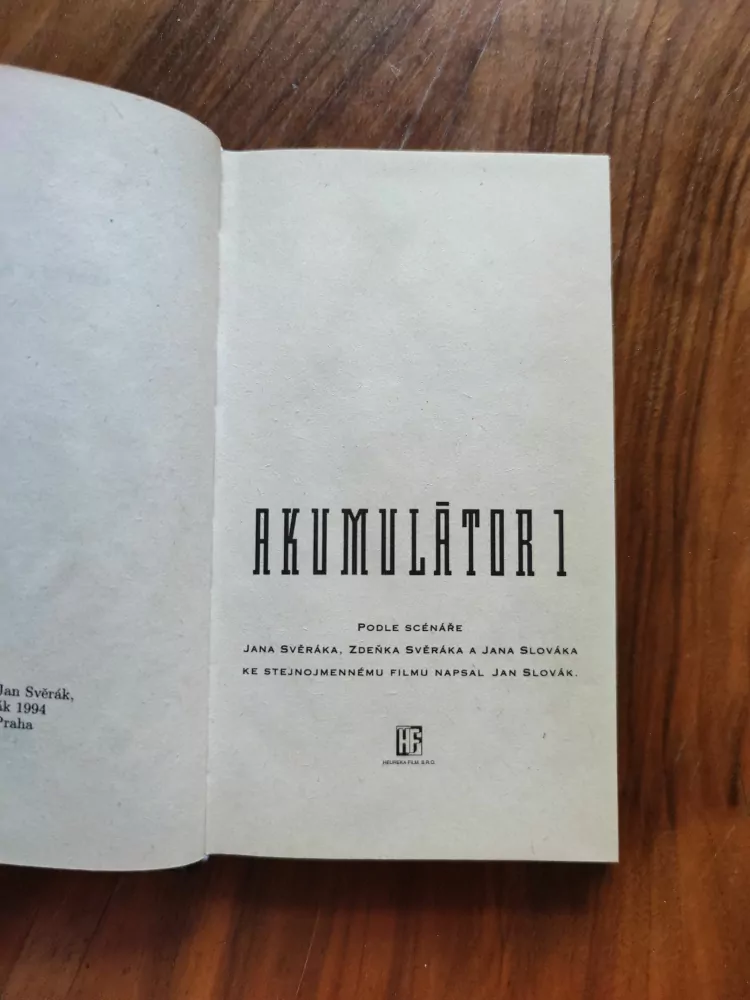 Jan Svěrák,
ák 1994
Praha
AKUMULÁTOR 1
PODLE SCÉNÁŘE
JANA SVĚRÁKA, ZDEŇKA SVĚRÁKA A JANA SLOVÁKA
KE STEJNOJMENNÉMU FILMU NAPSAL JAN SLOVÁK.
HF
HEUREKA FILM S.R.O.